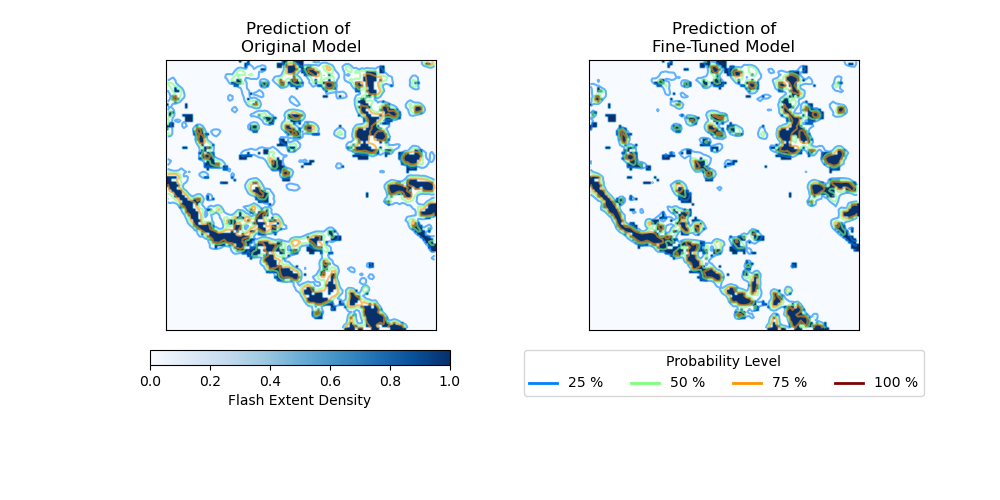 Prediction of
Original Model
Prediction of
Fine-Tuned Model
0.0 0.2 0.4 0.6 0.8 1.0
Flash Extent Density
Probability Level
25 % 50 % 75 % 100 %